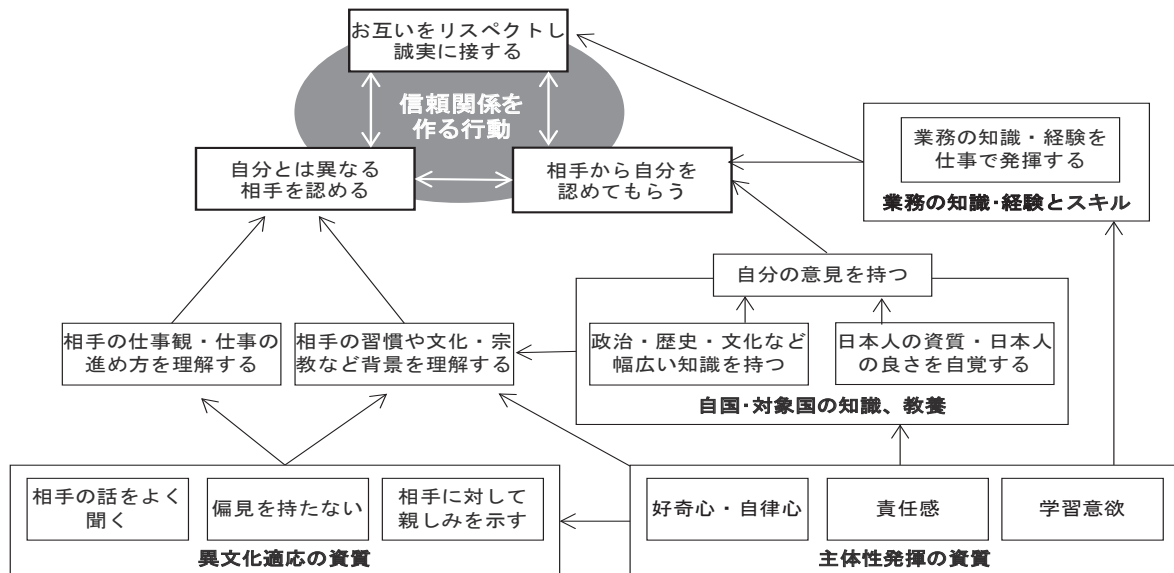 お互いをリスペクトし
誠実に接する
信頼関係を
作る行動
自分とは異なる
相手を認める
相手から自分を
認めてもらう
業務の知識・経験を
仕事で発揮する
業務の知識・経験とスキル
自分の意見を持つ
相手の仕事観・仕事の
進め方を理解する
相手の習慣や文化・宗
教など背景を理解する
政治・歴史・文化など
幅広い知識を持つ
日本人の資質・日本人
の良さを自覚する
自国・対象国の知識、教養
相手の話をよく
聞く
偏見を持たない
相手に対して
親しみを示す
異文化適応の資質
好奇心・自律心
責任感
学習意欲
主体性発揮の資質